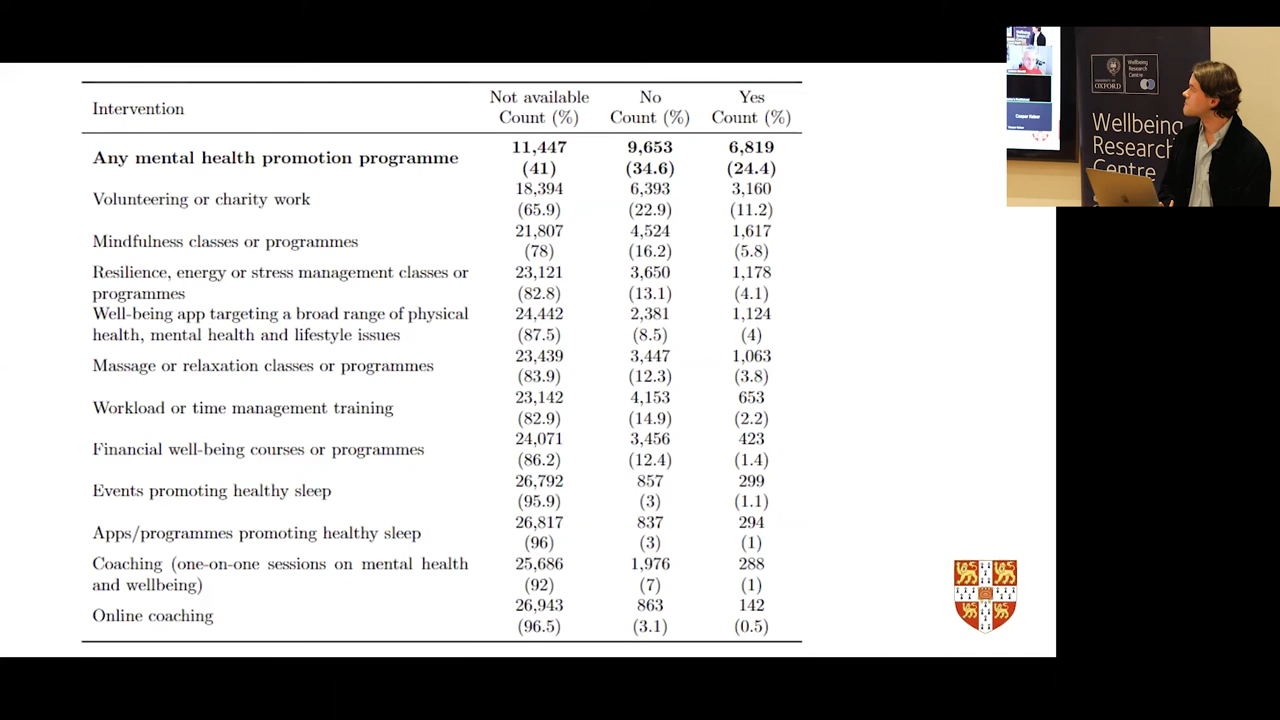 Intervention
Not available
Count (%)
No
Count (%)
Yes
Count (%)
Any mental health promotion programme
11,447
(41)
9,653
(34.6)
6,819
(24.4)
Volunteering or charity work
18,394
(65.9)
6,393
(22.9)
3,160
(11.2)
Mindfulness classes or programmes
21,807
(78)
4,524
(16.2)
1,617
(5.8)
Resilience, energy or stress management classes or
programmes
23,121
(82.8)
3,650
(13.1)
1,178
(4.1)
Well-being app targeting a broad range of physical
health, mental health and lifestyle issues
24,442
(87.5)
2,381
(8.5)
1,124
(4)
Massage or relaxation classes or programmes
23,439
(83.9)
3,447
(12.3)
1,063
(3.8)
Workload or time management training
23,142
(82.9)
4,153
(14.9)
653
(2.2)
Financial well-being courses or programmes
24,071
(86.2)
3,456
(12.4)
423
(1.4)
Events promoting healthy sleep
26,792
(95.9)
857
(3)
299
(1.1)
Apps/programmes promoting healthy sleep
26,817
(96)
837
(3)
294
(1)
Coaching (one-on-one sessions on mental health
and wellbeing)
25,686
(92)
1,976
(7)
288
(1)
Online coaching
26,943
(96.5)
863
(3.1)
142
(0.5)
UNIVERSITY OF
OXFORD
Wellbeing
Research
Centre
Wellbeing
Research
Centre